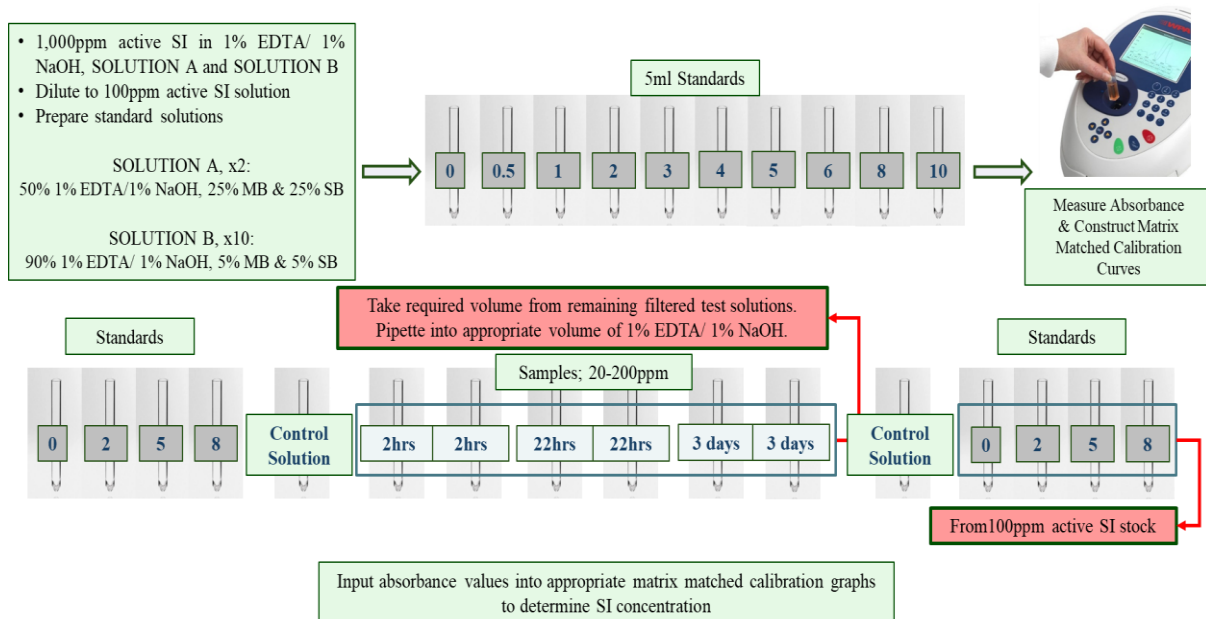 • 1,000ppm active SI in 1% EDTA/ 1%
NaOH, SOLUTION A and SOLUTION B
• Dilute to 100ppm active SI solution
• Prepare standard solutions
SOLUTION A, x2:
50% 1% EDTA/1% NaOH, 25% MB & 25% SB
SOLUTION B, x10:
90% 1% EDTA/ 1% NaOH, 5% MB & 5% SB
5ml Standards
0 0.5 1 2 3 4 5 6 8 10
Measure Absorbance
& Construct Matrix
Matched Calibration
Curves
Take required volume from remaining filtered test solutions.
Pipette into appropriate volume of 1% EDTA/ 1% NaOH.
Standards
Samples; 20-200ppm
Standards
0 2 5 8
Control
Solution
2hrs 2hrs 22hrs 22hrs 3 days 3 days
Control
Solution
0 2 5 8
From100ppm active SI stock
Input absorbance values into appropriate matrix matched calibration graphs
to determine SI concentration